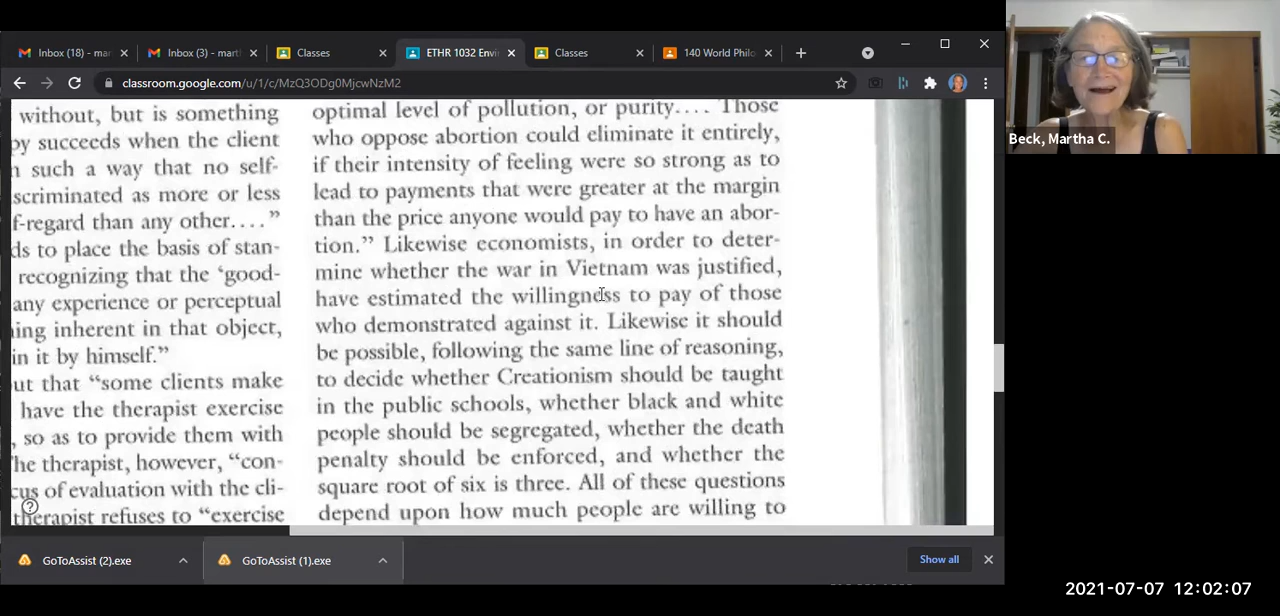 Inbox (18) - ma
Inbox (3) - mart
Classes
ETHR 1032 Envi
Classes
140 World Philo
classroom.google.com/u/1/c/MzQ3ODg0MjcwNzM2
Beck, Martha C.
without, but is something
by succeeds when the client
n such a way that no self-
scriminated as more or less
f-regard than any other. . . . ”
ds to place the basis of stan-
recognizing that the ‘good-
any experience or perceptual
ing inherent in that object,
in it by himself.”
ut that “some clients make
have the therapist exercise
, so as to provide them with
he therapist, however, “con-
cus of evaluation with the cli-
therapist refuses to “exercise
optimal level of pollution, or purity. . . . Those
who oppose abortion could eliminate it entirely,
if their intensity of feeling were so strong as to
lead to payments that were greater at the margin
than the price anyone would pay to have an abor-
tion.” Likewise economists, in order to deter-
mine whether the war in Vietnam was justified,
have estimated the willingness to pay of those
who demonstrated against it. Likewise it should
be possible, following the same line of reasoning,
to decide whether Creationism should be taught
in the public schools, whether black and white
people should be segregated, whether the death
penalty should be enforced, and whether the
square root of six is three. All of these questions
depend upon how much people are willing to
GoToAssist (2).exe
GoToAssist (1).exe
Show all
2021-07-07 12:02:07